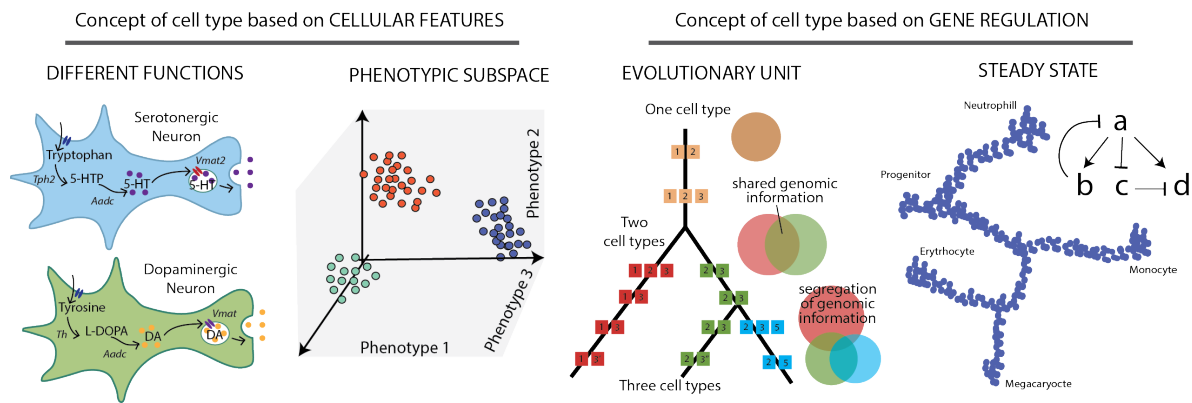 Concept of cell type based on CELLULAR FEATURES
Concept of cell type based on GENE REGULATION
DIFFERENT FUNCTIONS
PHENOTYPIC SUBSPACE
EVOLUTIONARY UNIT
STEADY STATE
Serotonergic
Neuron
Tryptophan
Vmat2
Tph2
5-HTP
5-HT
5-HT
Aadc
Dopaminergic
Neuron
Tyrosine
Vmat
Th
L-DOPA
DA
DA
Aadc
Phenotype 2
Phenotype 3
Phenotype 1
One cell type
1 2
1 2 3
shared genomic
information
Two
cell types
1 2 3
2 3
1 3
2 3
segregation
of genomic
information
1 3
2 3
2 3 5
1 3'
2 3'
2 5
Three cell types
Neutrophill
a
b c d
Progenitor
Erytrhocyte
Monocyte
Megacaryocte